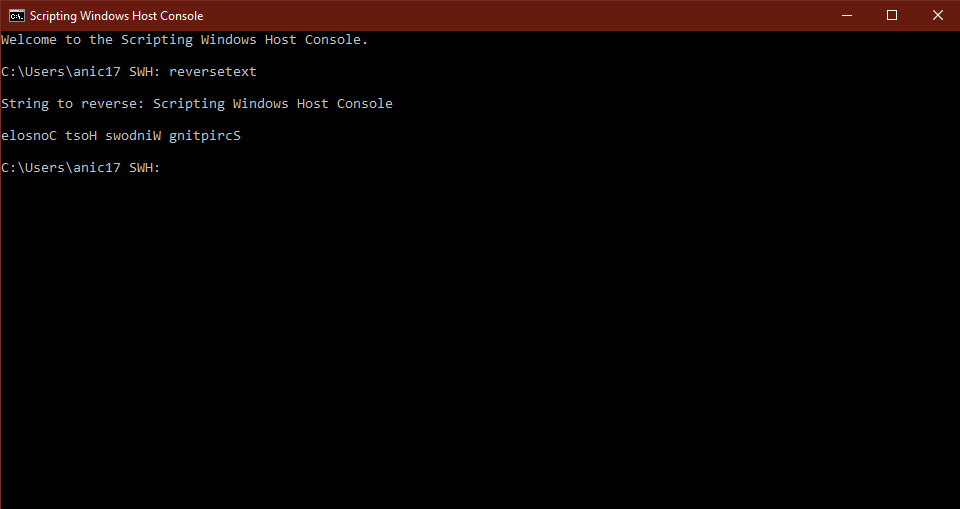 Scripting Windows Host Console
Welcome to the Scripting Windows Host Console.
C:\Users\anic17 SWH: reversetext
String to reverse: Scripting Windows Host Console
elosnoC tsoH swodniW gnitpircS
C:\Users\anic17 SWH: